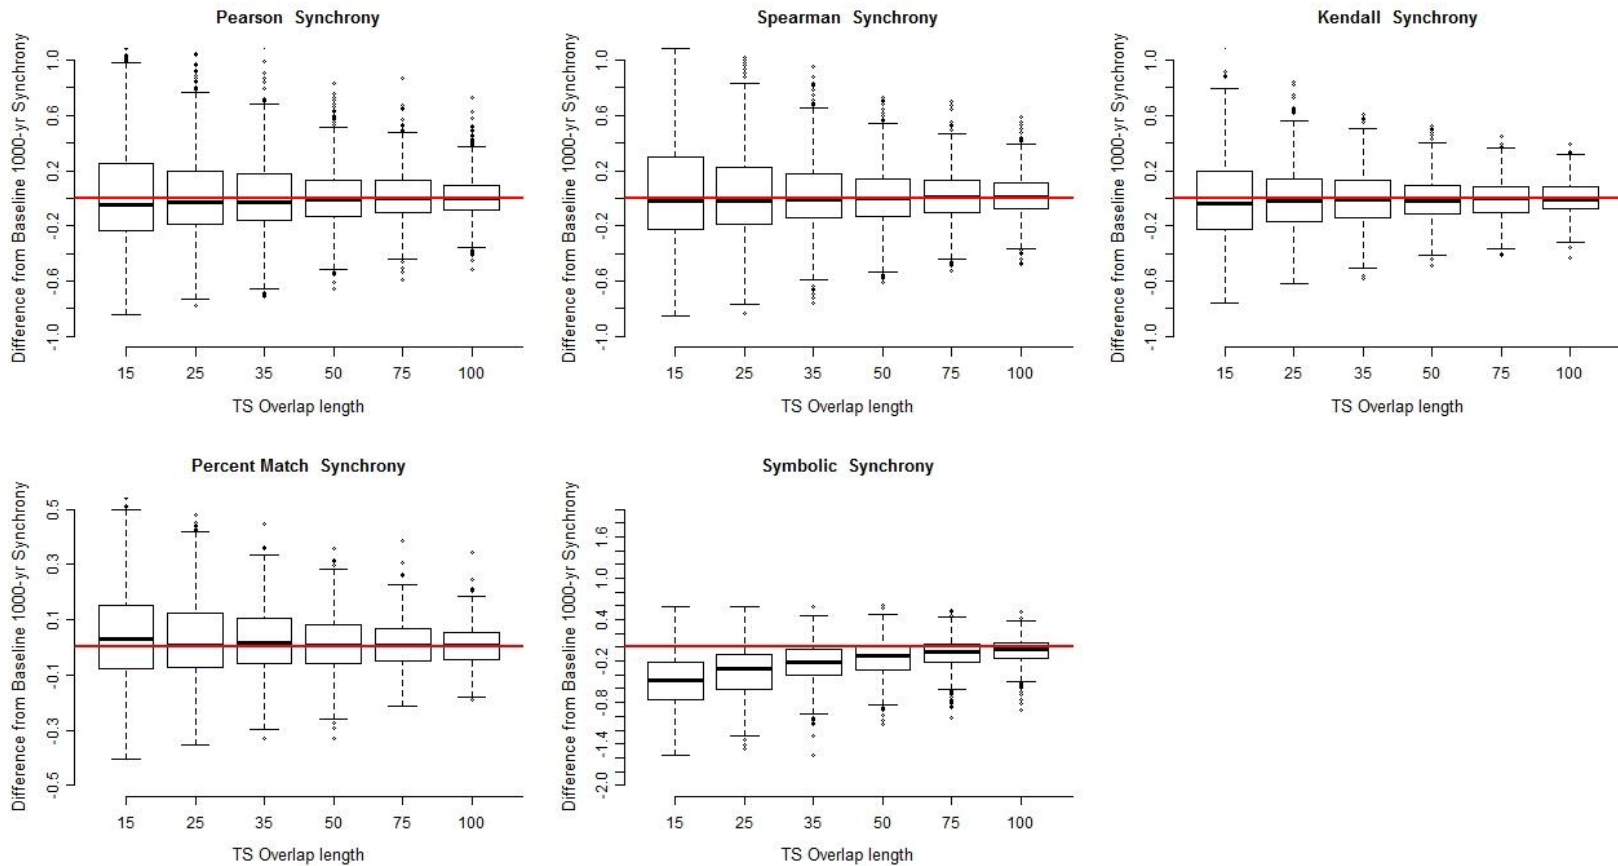 Pearson Synchrony
Difference from Baseline 1000-yr Synchrony
1.0
0.6
0.2
-0.2
-0.6
-1.0
15 25 35 50 75 100
TS Overlap length
Spearman Synchrony
Difference from Baseline 1000-yr Synchrony
1.0
0.6
0.2
-0.2
-0.6
-1.0
15 25 35 50 75 100
TS Overlap length
Kendall Synchrony
Difference from Baseline 1000-yr Synchrony
1.0
0.6
0.2
-0.2
-0.6
-1.0
15 25 35 50 75 100
TS Overlap length
Percent Match Synchrony
Difference from Baseline 1000-yr Synchrony
0.5
0.3
0.1
-0.1
-0.3
-0.5
15 25 35 50 75 100
TS Overlap length
Symbolic Synchrony
Difference from Baseline 1000-yr Synchrony
1.6
1.0
0.4
-0.2
-0.8
-1.4
-2.0
15 25 35 50 75 100
TS Overlap length